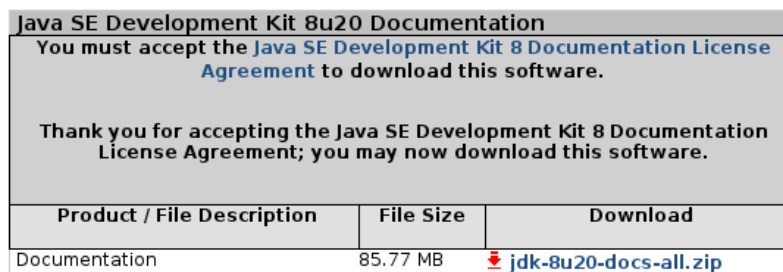 Java SE Development Kit 8u20 Documentation
You must accept the Java SE Development Kit 8 Documentation License
Agreement to download this software.
Thank you for accepting the Java SE Development Kit 8 Documentation
License Agreement; you may now download this software.
Product / File Description File Size Download
Documentation 85.77 MB jdk-8u20-docs-all.zip